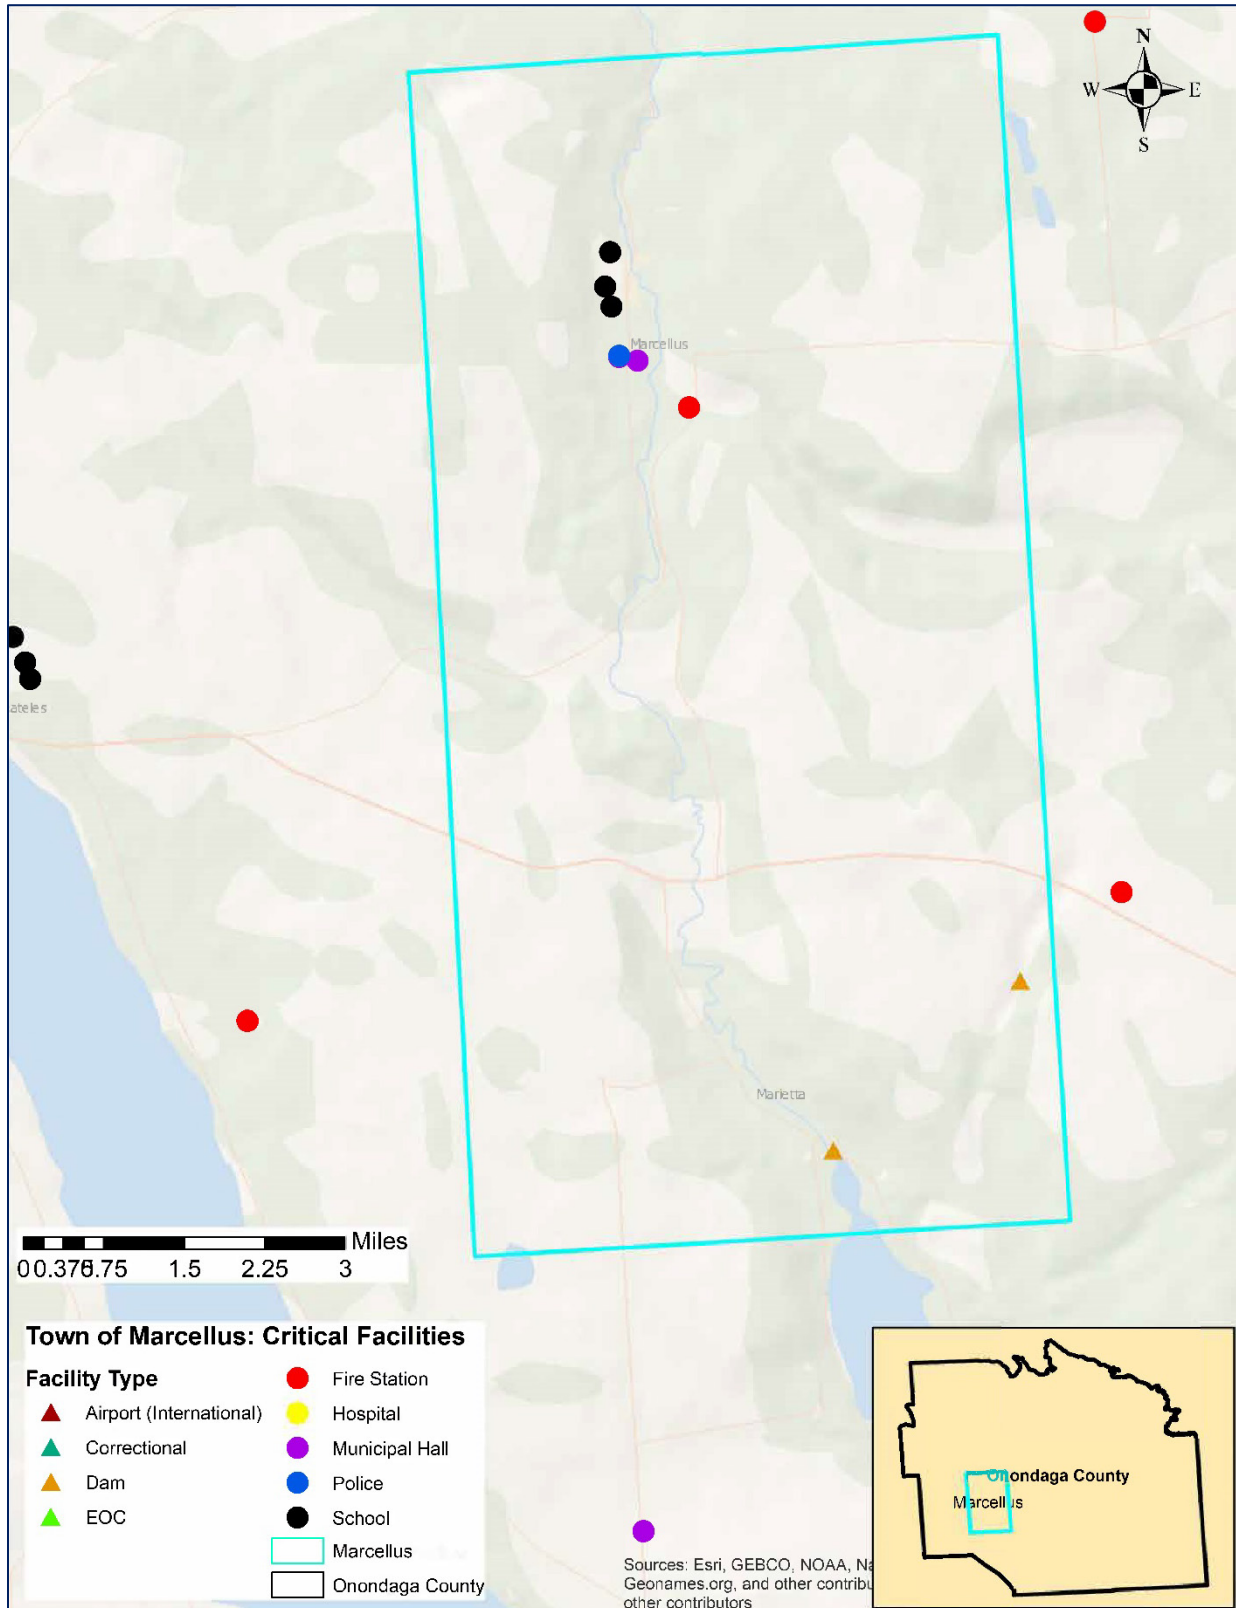 N
W E
S
Marcellus
ateles
Marietta
Miles
0 0.375 0.75 1.5 2.25 3
Town of Marcellus: Critical Facilities
Facility Type
Airport (International)
Correctional
Dam
EOC
Fire Station
Hospital
Municipal Hall
Police
School
Marcellus
Onondaga County
Sources: Esri, GEBCO, NOAA, Na
Geonames.org, and other contribu
other contributors
Onondaga County
Marcellus